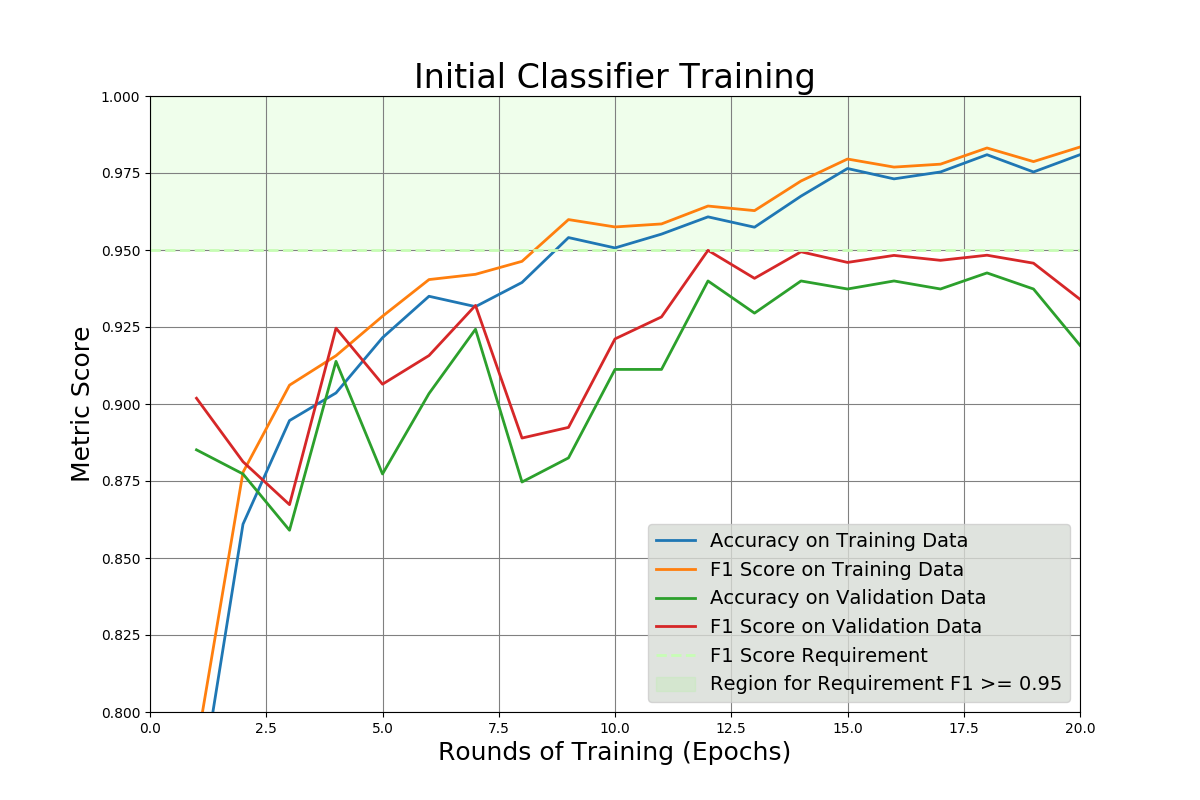 Initial Classifier Training
1.000
0.975
0.950
0.925
0.900
0.875
0.850
0.825
0.800
Metric Score
Accuracy on Training Data
F1 Score on Training Data
Accuracy on Validation Data
F1 Score on Validation Data
F1 Score Requirement
Region for Requirement F1 >= 0.95
0.0 2.5 5.0 7.5 10.0 12.5 15.0 17.5 20.0
Rounds of Training (Epochs)